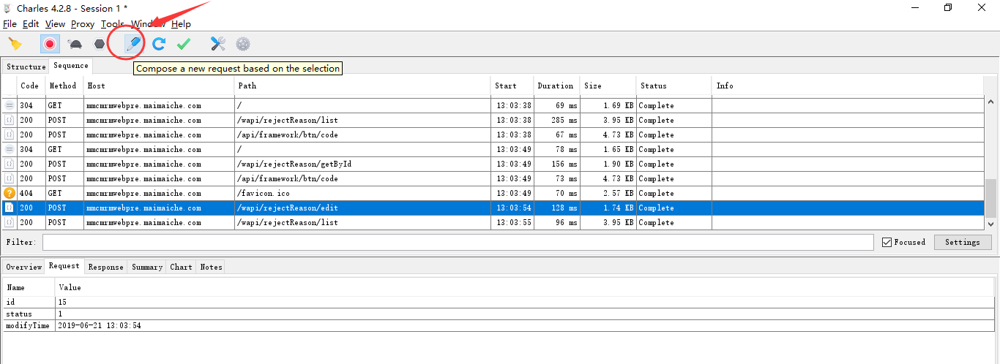 Charles 4.2.8 - Session 1 *
File Edit View Proxy Tools Window Help
Compose a new request based on the selection
Structure Sequence
Code Method Host Path Start Duration Size Status Info
304 GET mmcmrmwebpre.maimaiche.com / 13:03:38 69 ms 1.69 KB Complete
200 POST mmcmrmwebpre.maimaiche.com /wapi/rejectReason/list 13:03:38 285 ms 3.95 KB Complete
200 POST mmcmrmwebpre.maimaiche.com /api/framework/btn/code 13:03:38 67 ms 4.73 KB Complete
304 GET mmcmrmwebpre.maimaiche.com / 13:03:49 78 ms 1.65 KB Complete
200 POST mmcmrmwebpre.maimaiche.com /wapi/rejectReason/getById 13:03:49 156 ms 1.90 KB Complete
200 POST mmcmrmwebpre.maimaiche.com /api/framework/btn/code 13:03:49 73 ms 4.73 KB Complete
404 GET mmcmrmwebpre.maimaiche.com /favicon.ico 13:03:49 70 ms 2.57 KB Complete
200 POST mmcmrmwebpre.maimaiche.com /wapi/rejectReason/edit 13:03:54 128 ms 1.74 KB Complete
200 POST mmcmrmwebpre.maimaiche.com /wapi/rejectReason/list 13:03:55 96 ms 3.95 KB Complete
Filter: Focused Settings
Overview Request Response Summary Chart Notes
Name Value
id 15
status 1
modifyTime 2019-06-21 13:03:54